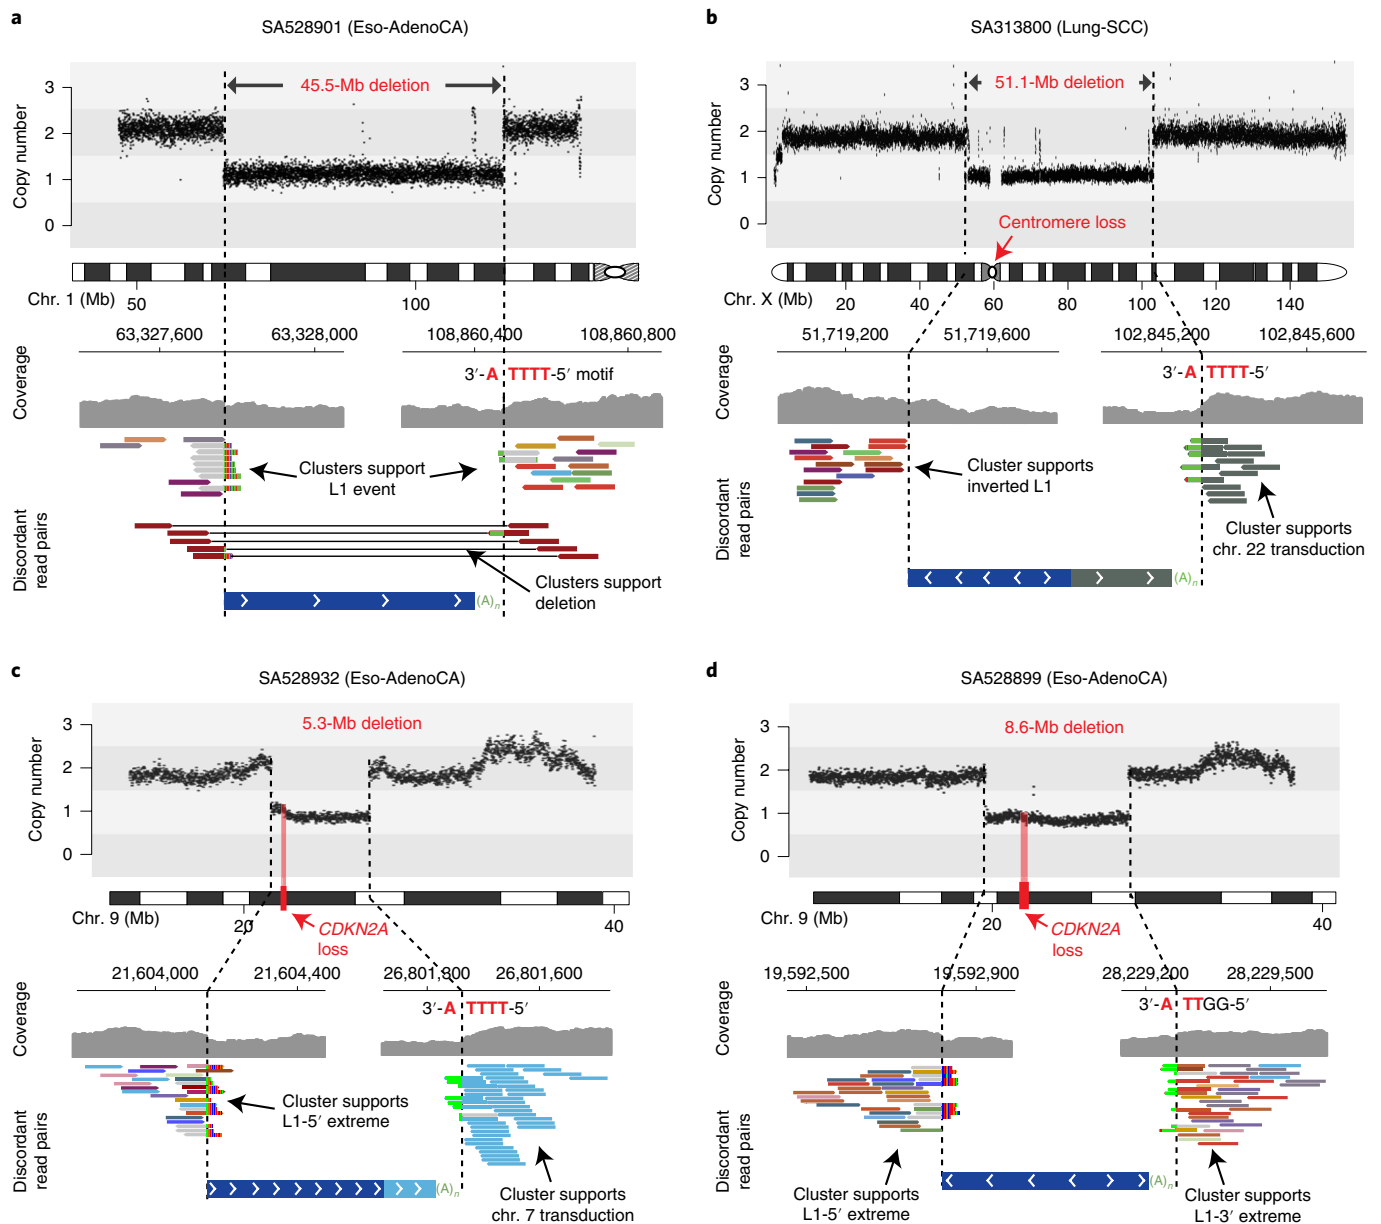 a
SA528901 (Eso-AdenoCA)
45.5-Mb deletion
Copy number
3
2
1
0
Chr. 1 (Mb)
50
100
63,327,600
63,328,000
108,860,400
108,860,800
3′-A TTTT-5′ motif
Coverage
Clusters support
L1 event
Discordant
read pairs
Clusters support
deletion
(A)n
b
SA313800 (Lung-SCC)
51.1-Mb deletion
Copy number
3
2
1
0
Centromere loss
Chr. X (Mb)
20
40
60
80
100
120
140
51,719,200
51,719,600
102,845,200
102,845,600
3′-A TTTT-5′
Coverage
Cluster supports
inverted L1
Discordant
read pairs
Cluster supports
chr. 22 transduction
(A)n
c
SA528932 (Eso-AdenoCA)
5.3-Mb deletion
Copy number
3
2
1
0
Chr. 9 (Mb)
20
40
CDKN2A
loss
21,604,000
21,604,400
26,801,800
26,801,600
3′-A TTTT-5′
Coverage
Cluster supports
L1-5′ extreme
Discordant
read pairs
(A)n
Cluster supports
chr. 7 transduction
d
SA528899 (Eso-AdenoCA)
8.6-Mb deletion
Copy number
3
2
1
0
Chr. 9 (Mb)
20
40
CDKN2A
loss
19,592,500
19,592,900
28,229,200
28,229,500
3′-A TTGG-5′
Coverage
Discordant
read pairs
(A)n
Cluster supports
L1-5′ extreme
Cluster supports
L1-3′ extreme